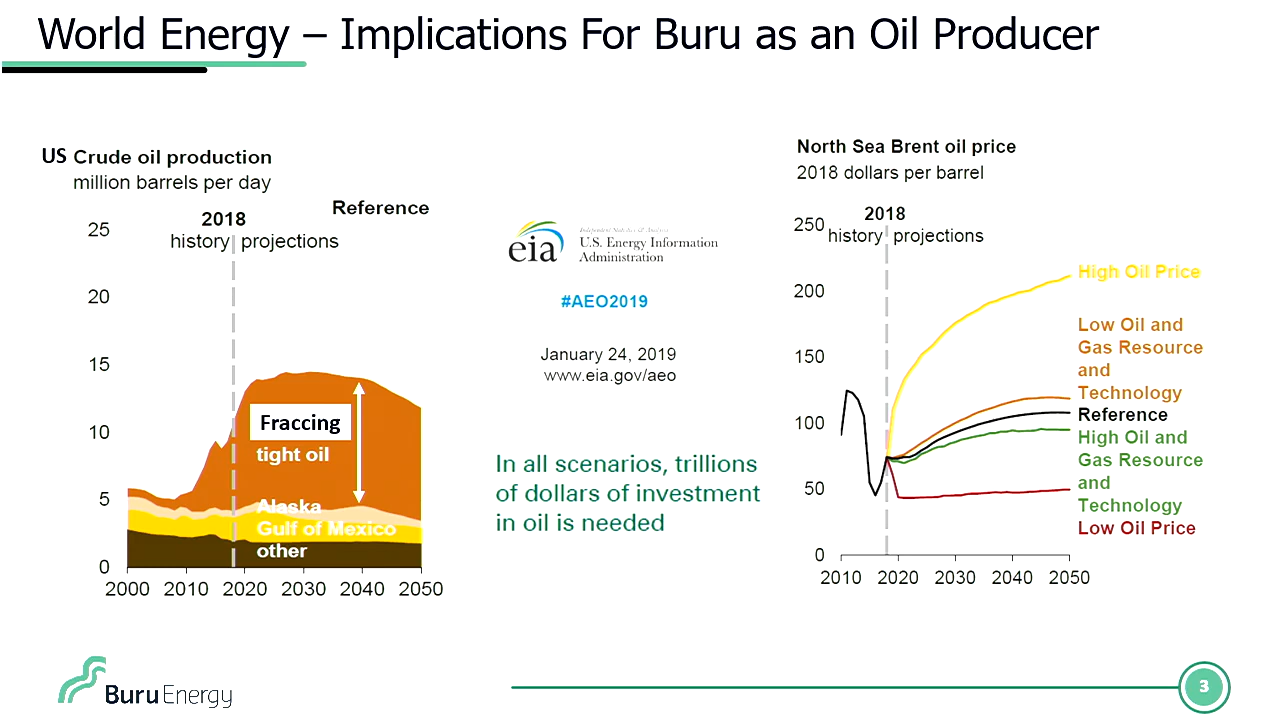 World Energy – Implications For Buru as an Oil Producer
US Crude oil production
million barrels per day
Reference
2018
history projections
25
20
15
10
5
0
Fraccing
tight oil
Alaska
Gulf of Mexico
other
2000 2010 2020 2030 2040 2050
eia
Independent Statistics & Analysis
U.S. Energy Information
Administration
#AEO2019
January 24, 2019
www.eia.gov/aeo
In all scenarios, trillions
of dollars of investment
in oil is needed
North Sea Brent oil price
2018 dollars per barrel
2018
history projections
250
200
150
100
50
0
2010 2020 2030 2040 2050
High Oil Price
Low Oil and
Gas Resource
and
Technology
Reference
High Oil and
Gas Resource
and
Technology
Low Oil Price
Buru Energy
3